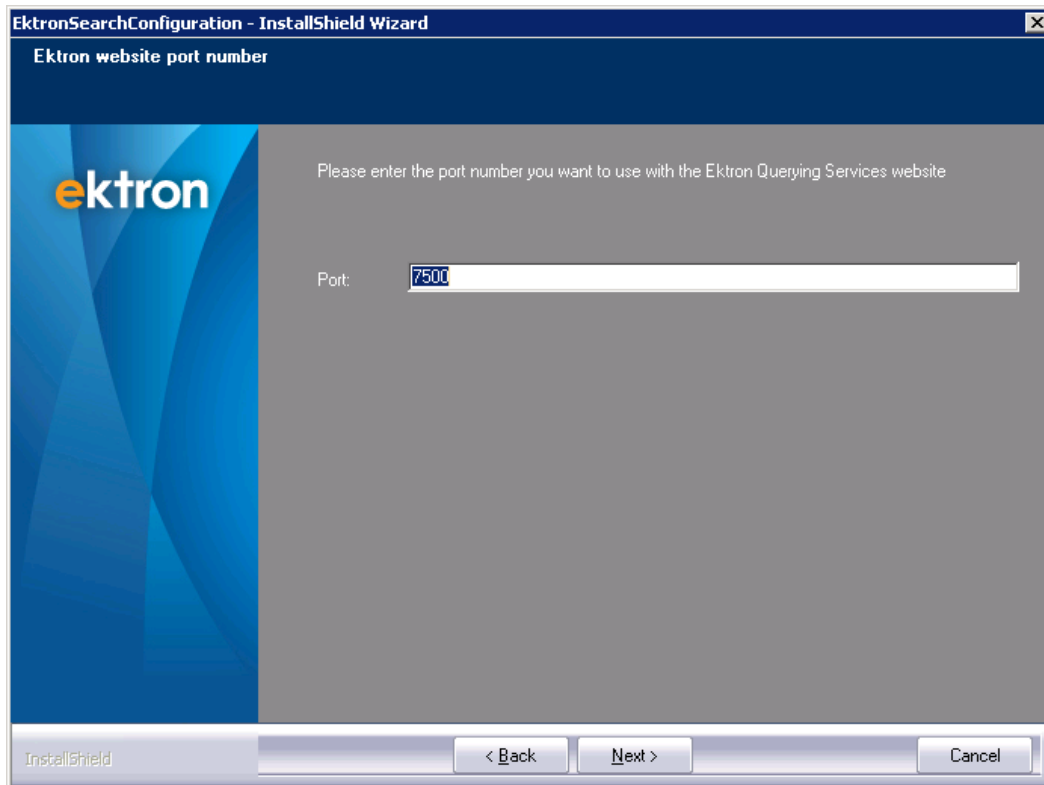 EktronSearchConfiguration - InstallShield Wizard
Ektron website port number
ektron
Please enter the port number you want to use with the Ektron Querying Services website
Port: 7500
InstallShield
< Back Next > Cancel